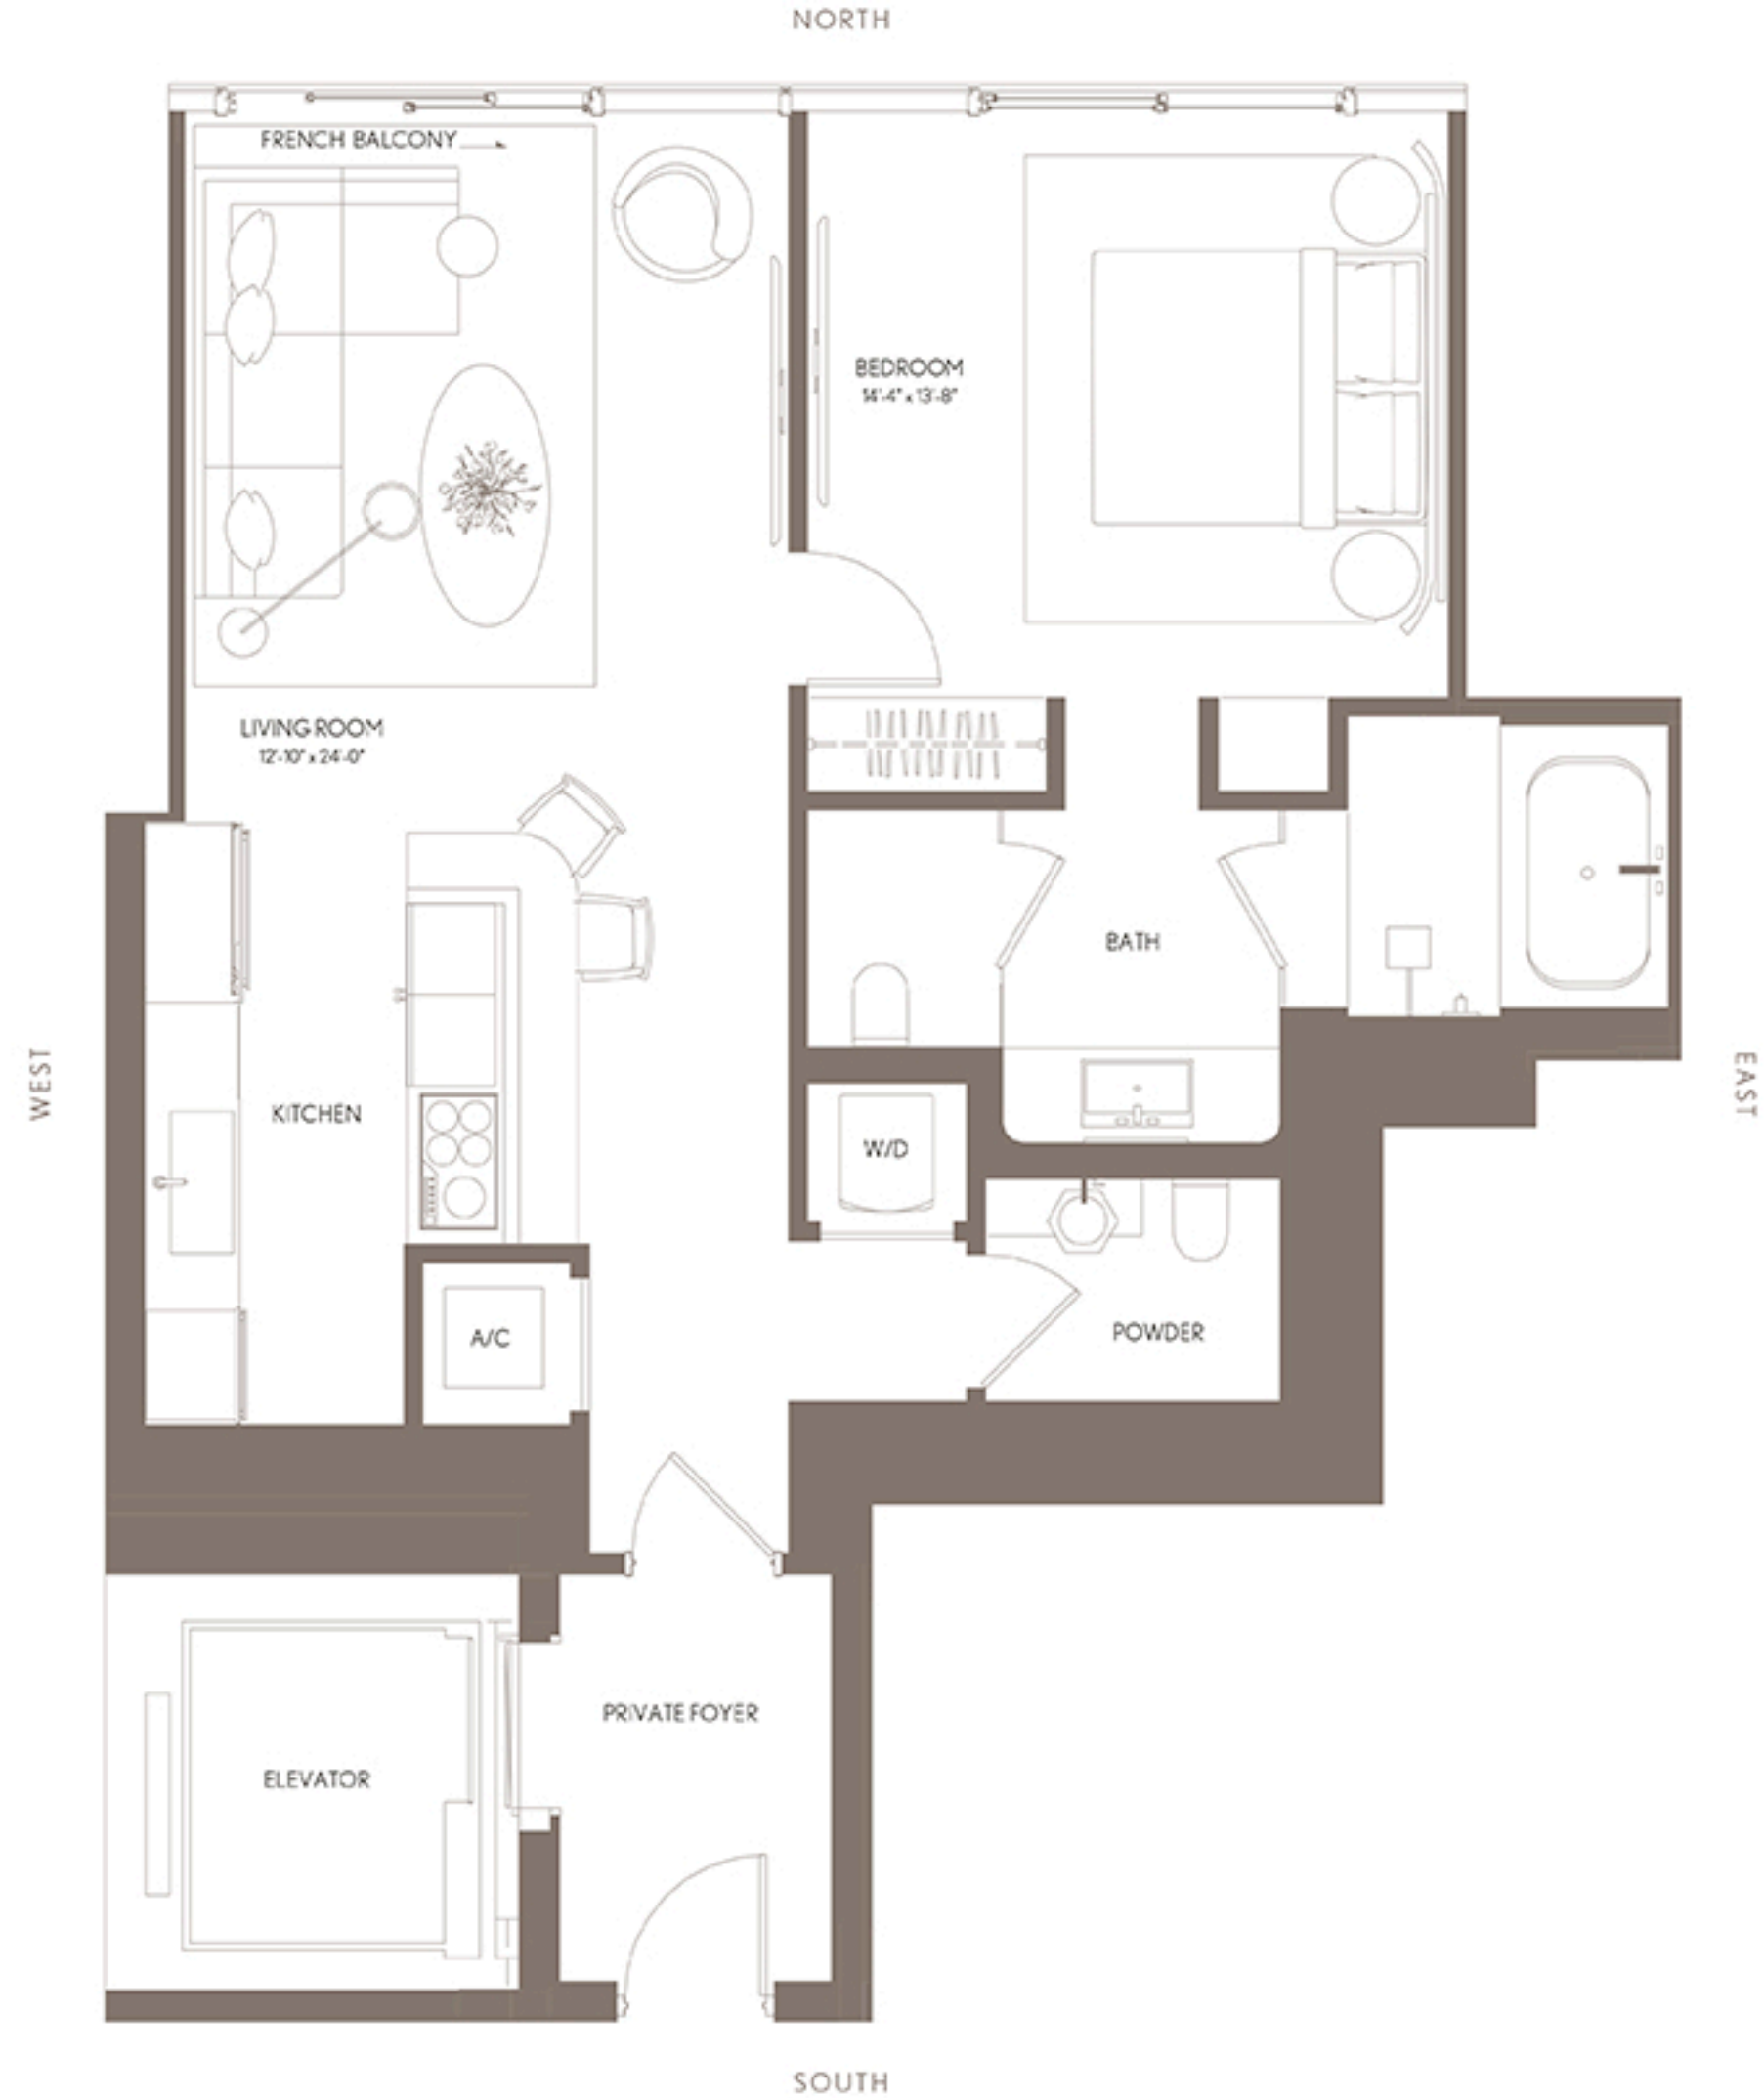 NORTH
FRENCH BALCONY
BEDROOM
14'-4" x 13'-8"
LIVING ROOM
12'-10" x 24'-0"
BATH
WEST
EAST
KITCHEN
W/D
A/C
POWDER
PRIVATE FOYER
ELEVATOR
SOUTH